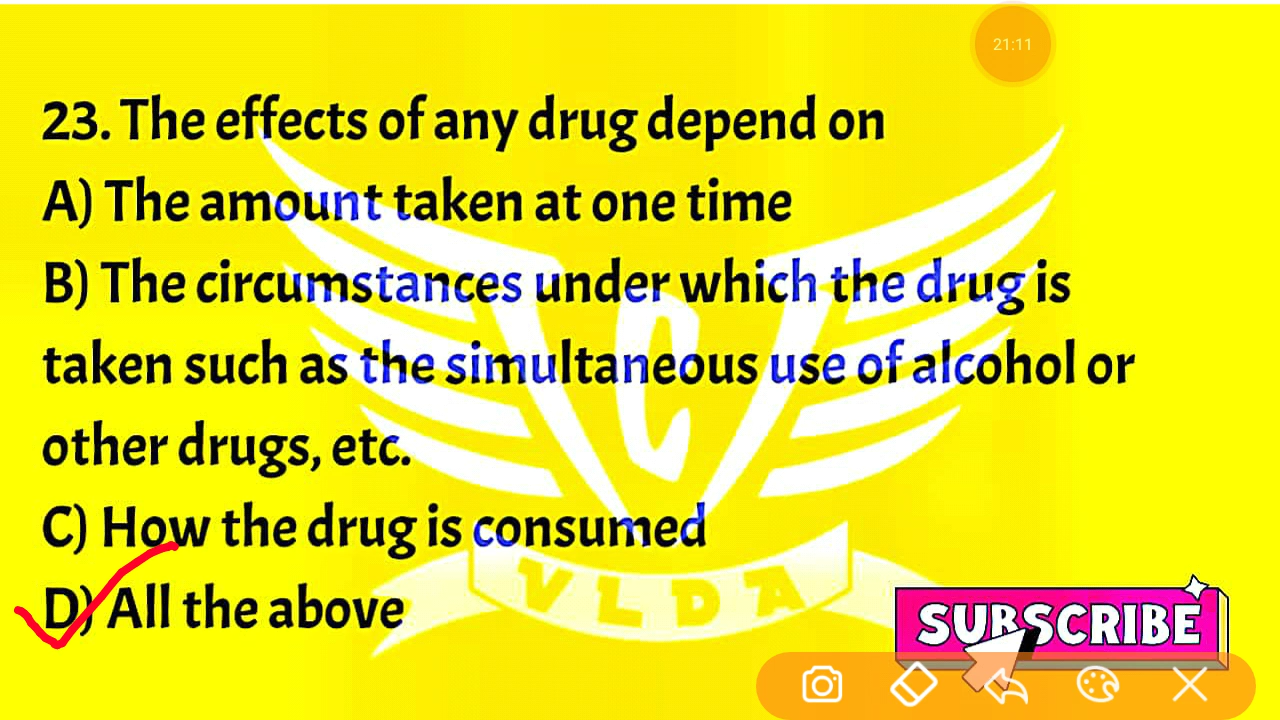 21:11
23. The effects of any drug depend on
A) The amount taken at one time
B) The circumstances under which the drug is
taken such as the simultaneous use of alcohol or
other drugs, etc.
C) How the drug is consumed
D) All the above
VC
VLDA
SUBSCRIBE